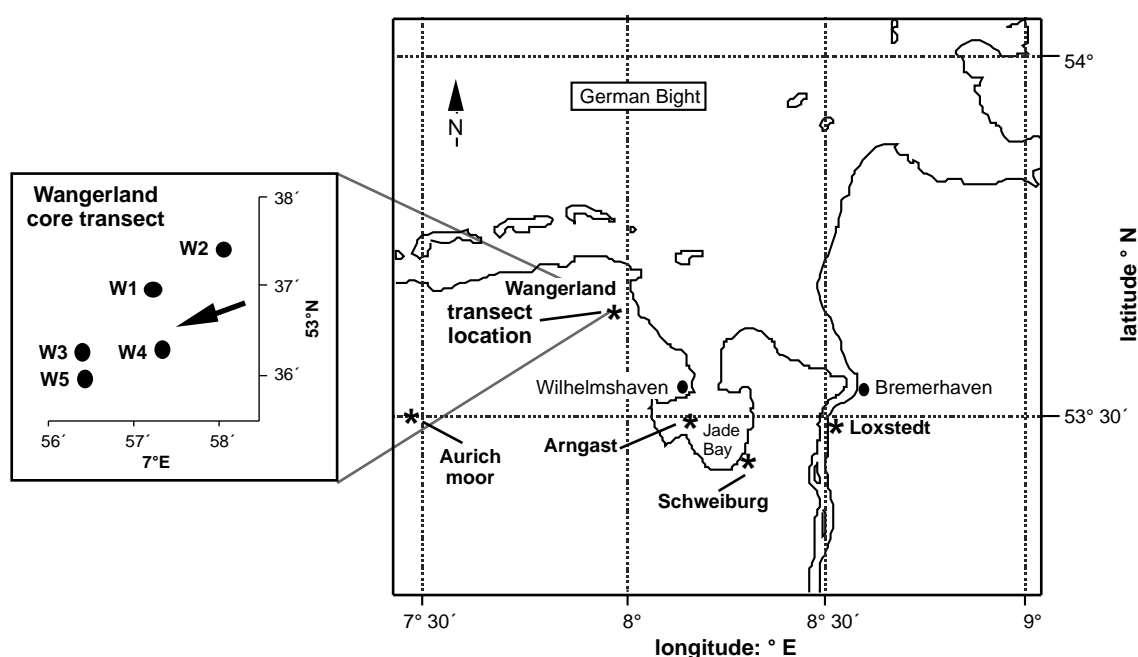 German Bight
N
54°
Wangerland
core transect
38´
W2
37´
W1
53°N
W3
W4
W5
36´
56´
57´
58´
7°E
Wangerland
transect
location
Wilhelmshaven
Bremerhaven
53° 30´
Arngast
Jade
Bay
Loxstedt
Aurich
moor
Schweiburg
latitude ° N
7° 30´
8°
8° 30´
9°
longitude: ° E